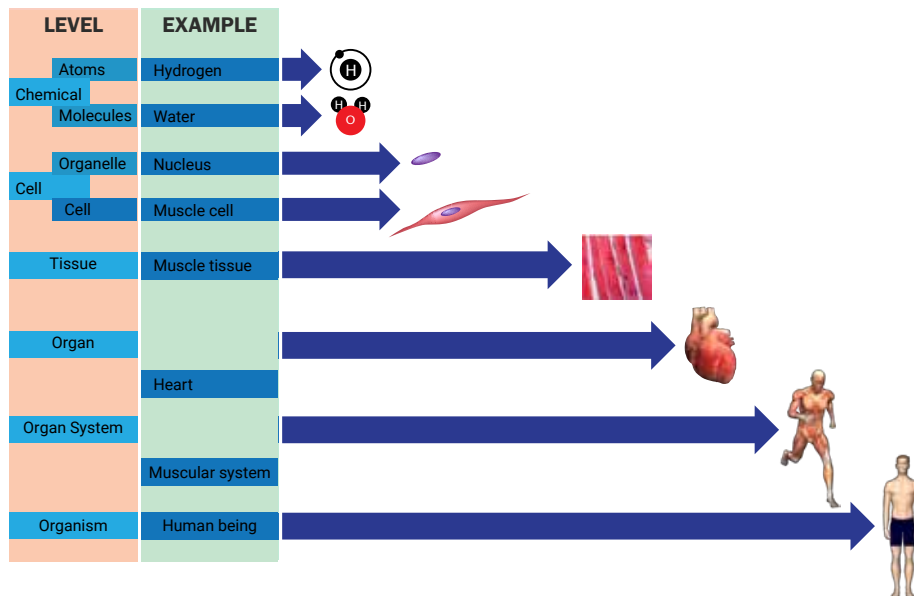 LEVEL EXAMPLE
Atoms Hydrogen H
Chemical
Molecules Water H H O
Organelle Nucleus
Cell
Cell Muscle cell
Tissue Muscle tissue
Organ
Heart
Organ System
Muscular system
Organism Human being